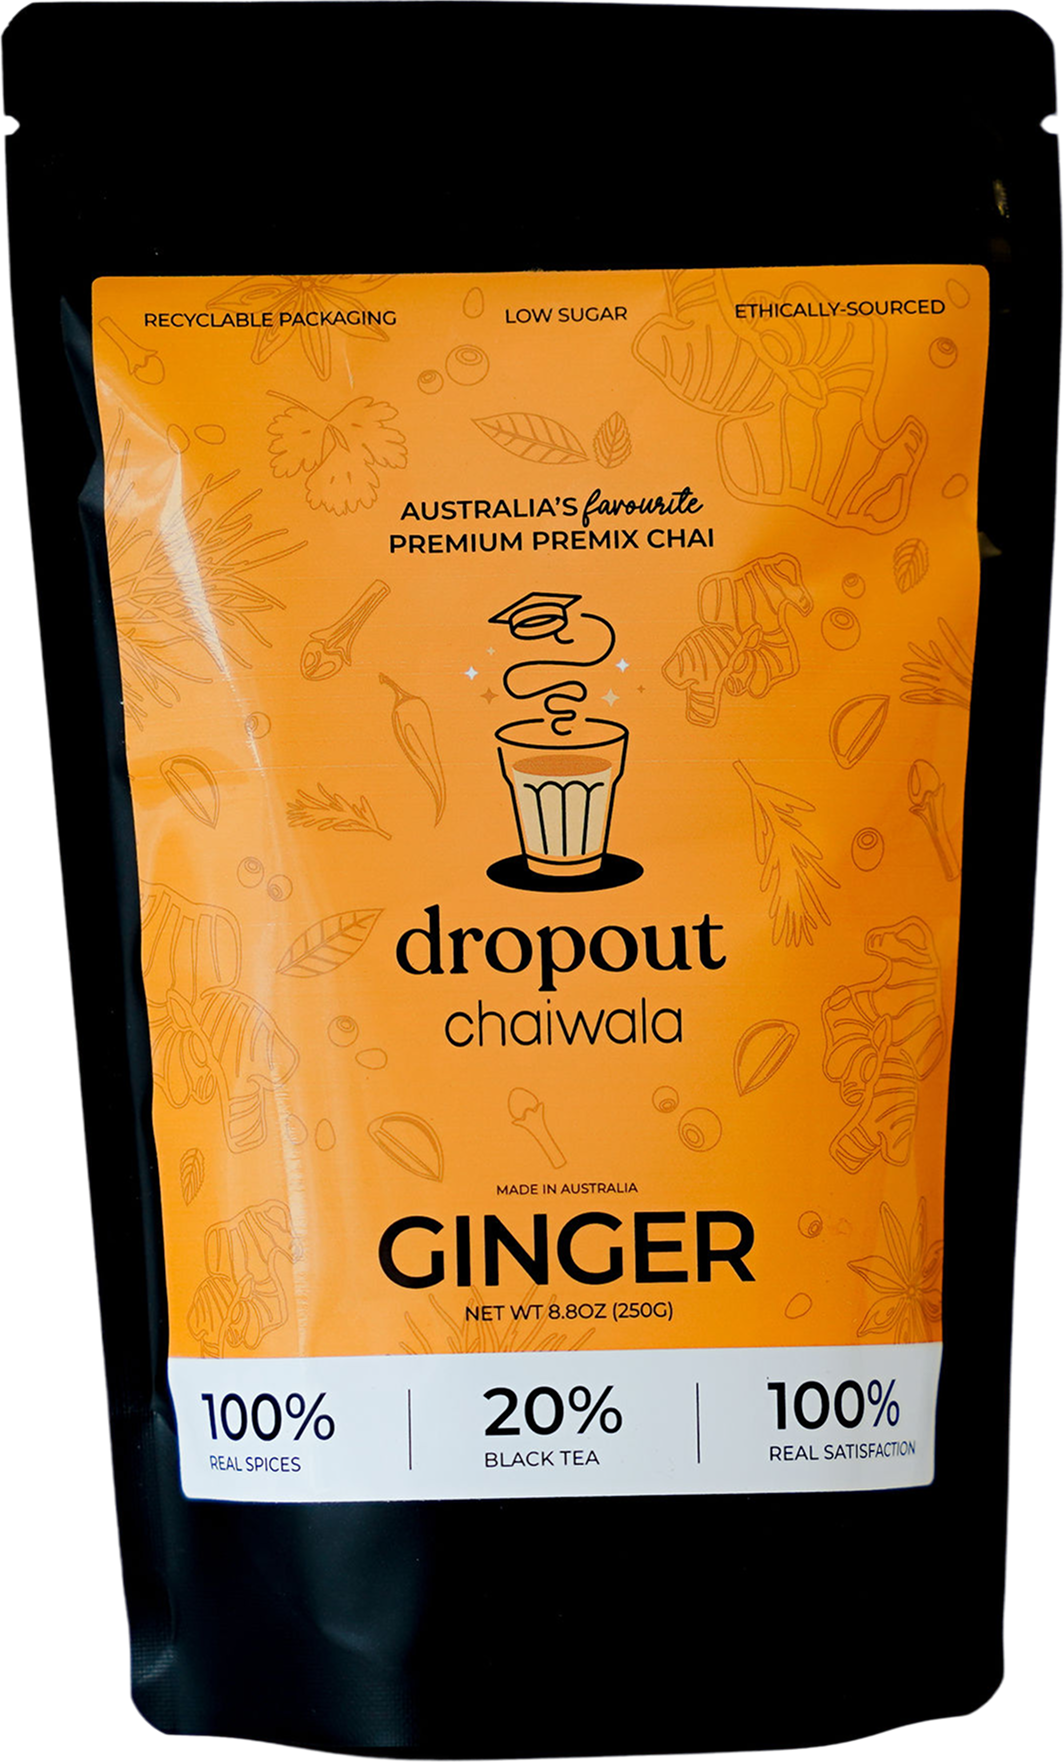 RECYCLABLE PACKAGING
LOW SUGAR
ETHICALLY-SOURCED
AUSTRALIA'S favourite
PREMIUM PREMIX CHAI
dropout
chaiwala
MADE IN AUSTRALIA
GINGER
NET WT 8.8OZ (250G)
100%
REAL SPICES
20%
BLACK TEA
100%
REAL SATISFACTION